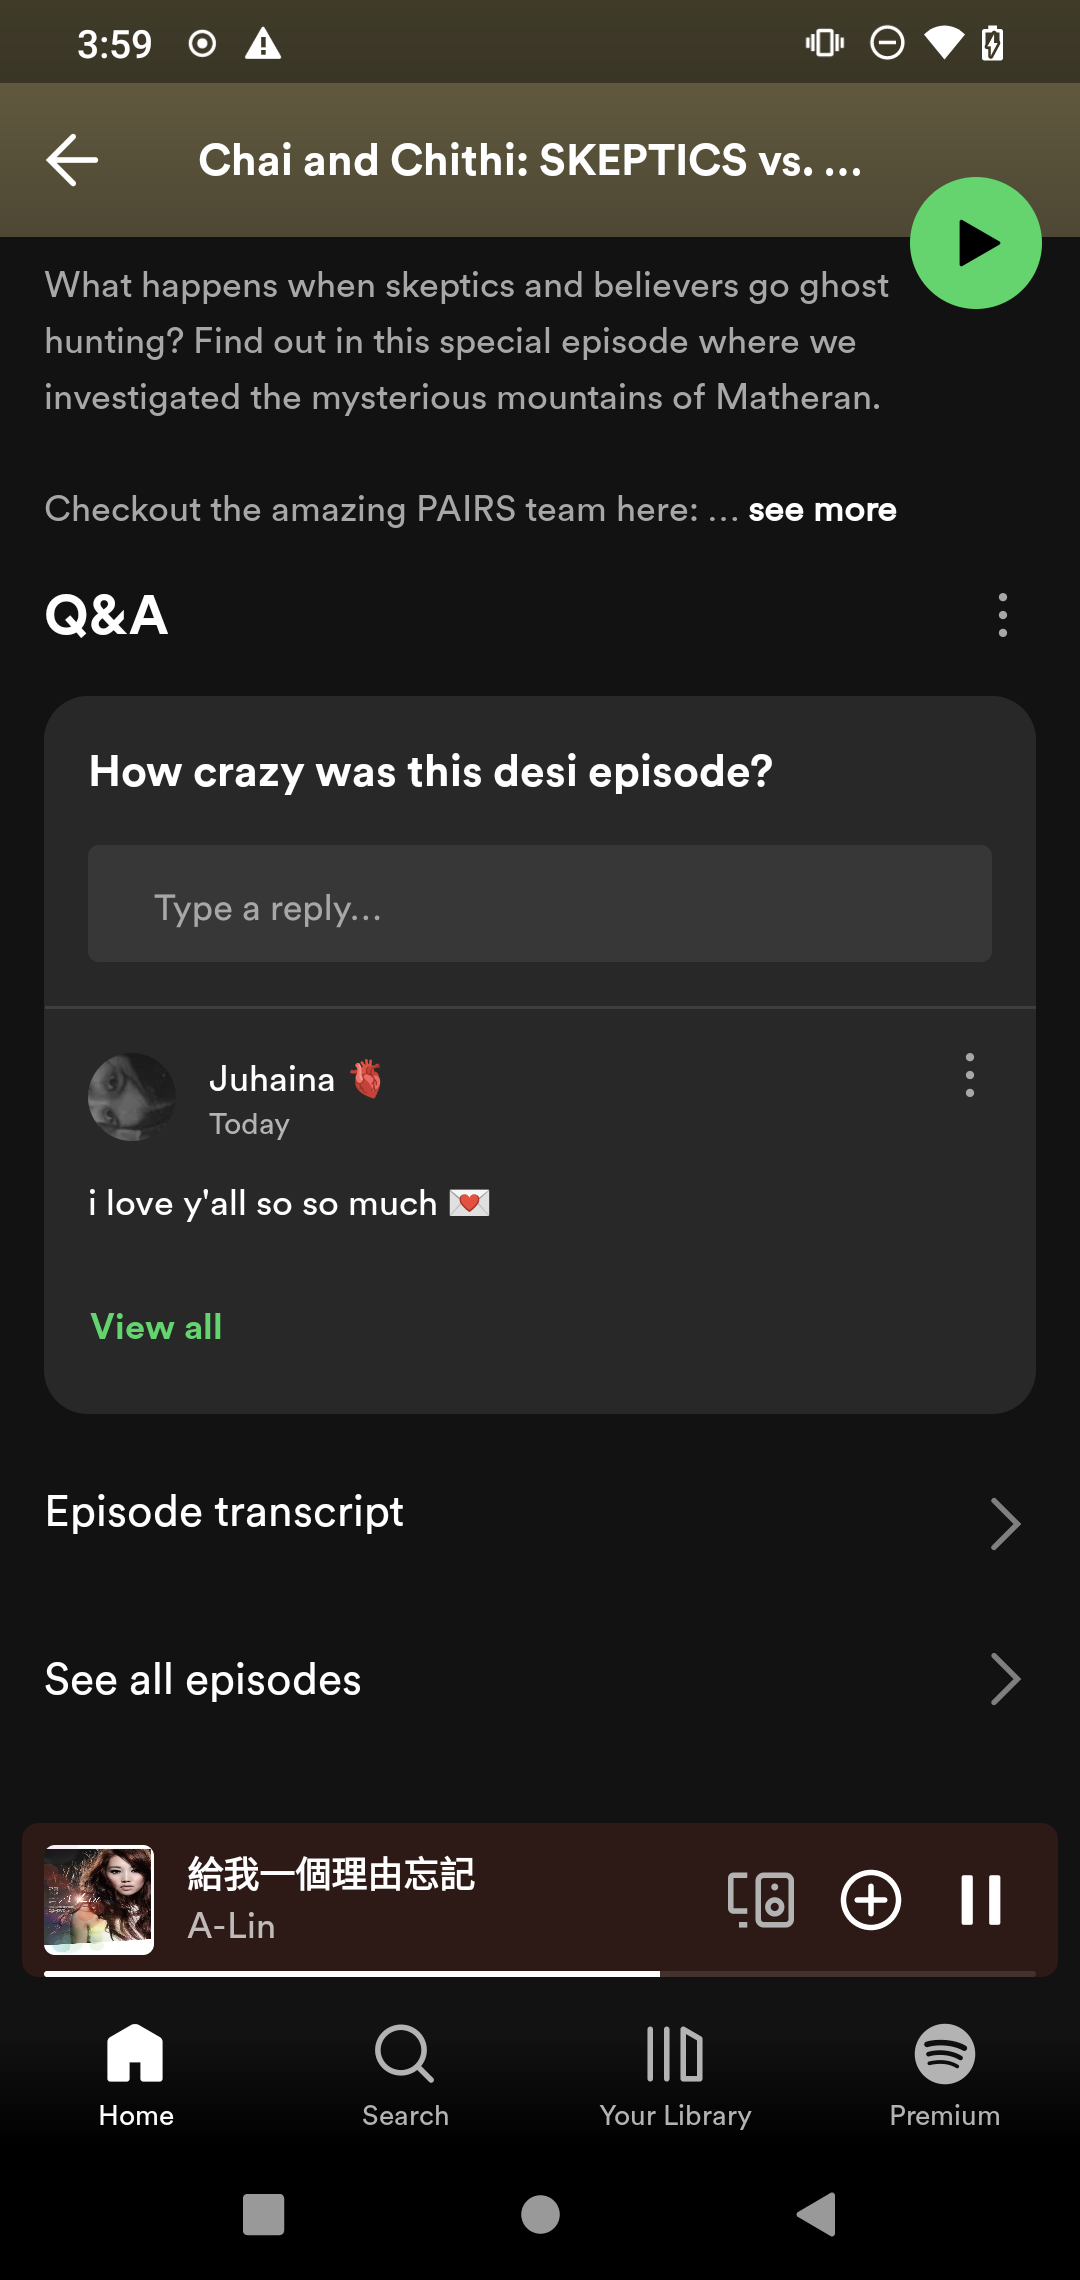 3:59
Chai and Chithi: SKEPTICS vs. ...
What happens when skeptics and believers go ghost
hunting? Find out in this special episode where we
investigated the mysterious mountains of Matheran.
Checkout the amazing PAIRS team here: ... see more
Q&A
How crazy was this desi episode?
Type a reply...
Juhaina 🫀
Today
i love y'all so so much 💌
View all
Episode transcript
See all episodes
給我一個理由忘記
A-Lin
Home
Search
Your Library
Premium